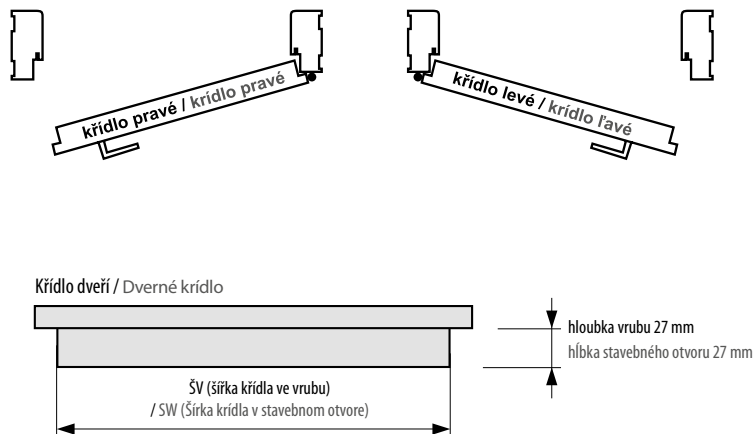 křídlo pravé / krídlo pravé
křídlo levé / krídlo ľavé
Křídlo dveří / Dverné krídlo
hloubka vrubu 27 mm
hĺbka stavebného otvoru 27 mm
ŠV (šířka křídla ve vrubu)
/ SW (Šírka krídla v stavebnom otvore)